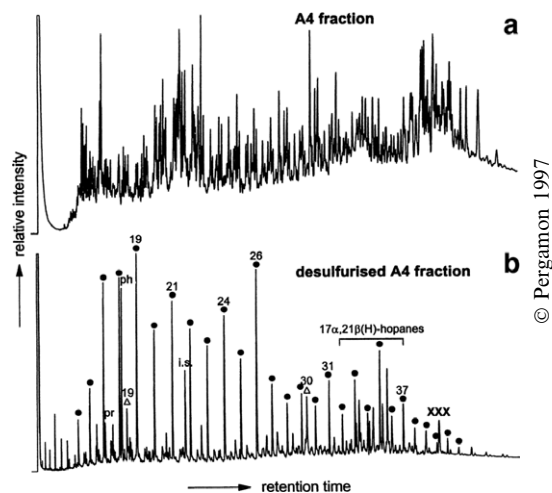 A4 fraction
a
relative intensity
© Pergamon 1997
b
desulfurised A4 fraction
19
ph
26
21
24
i.s.
17α,21β(H)-hopanes
pr
19
30
31
37
XXX
retention time